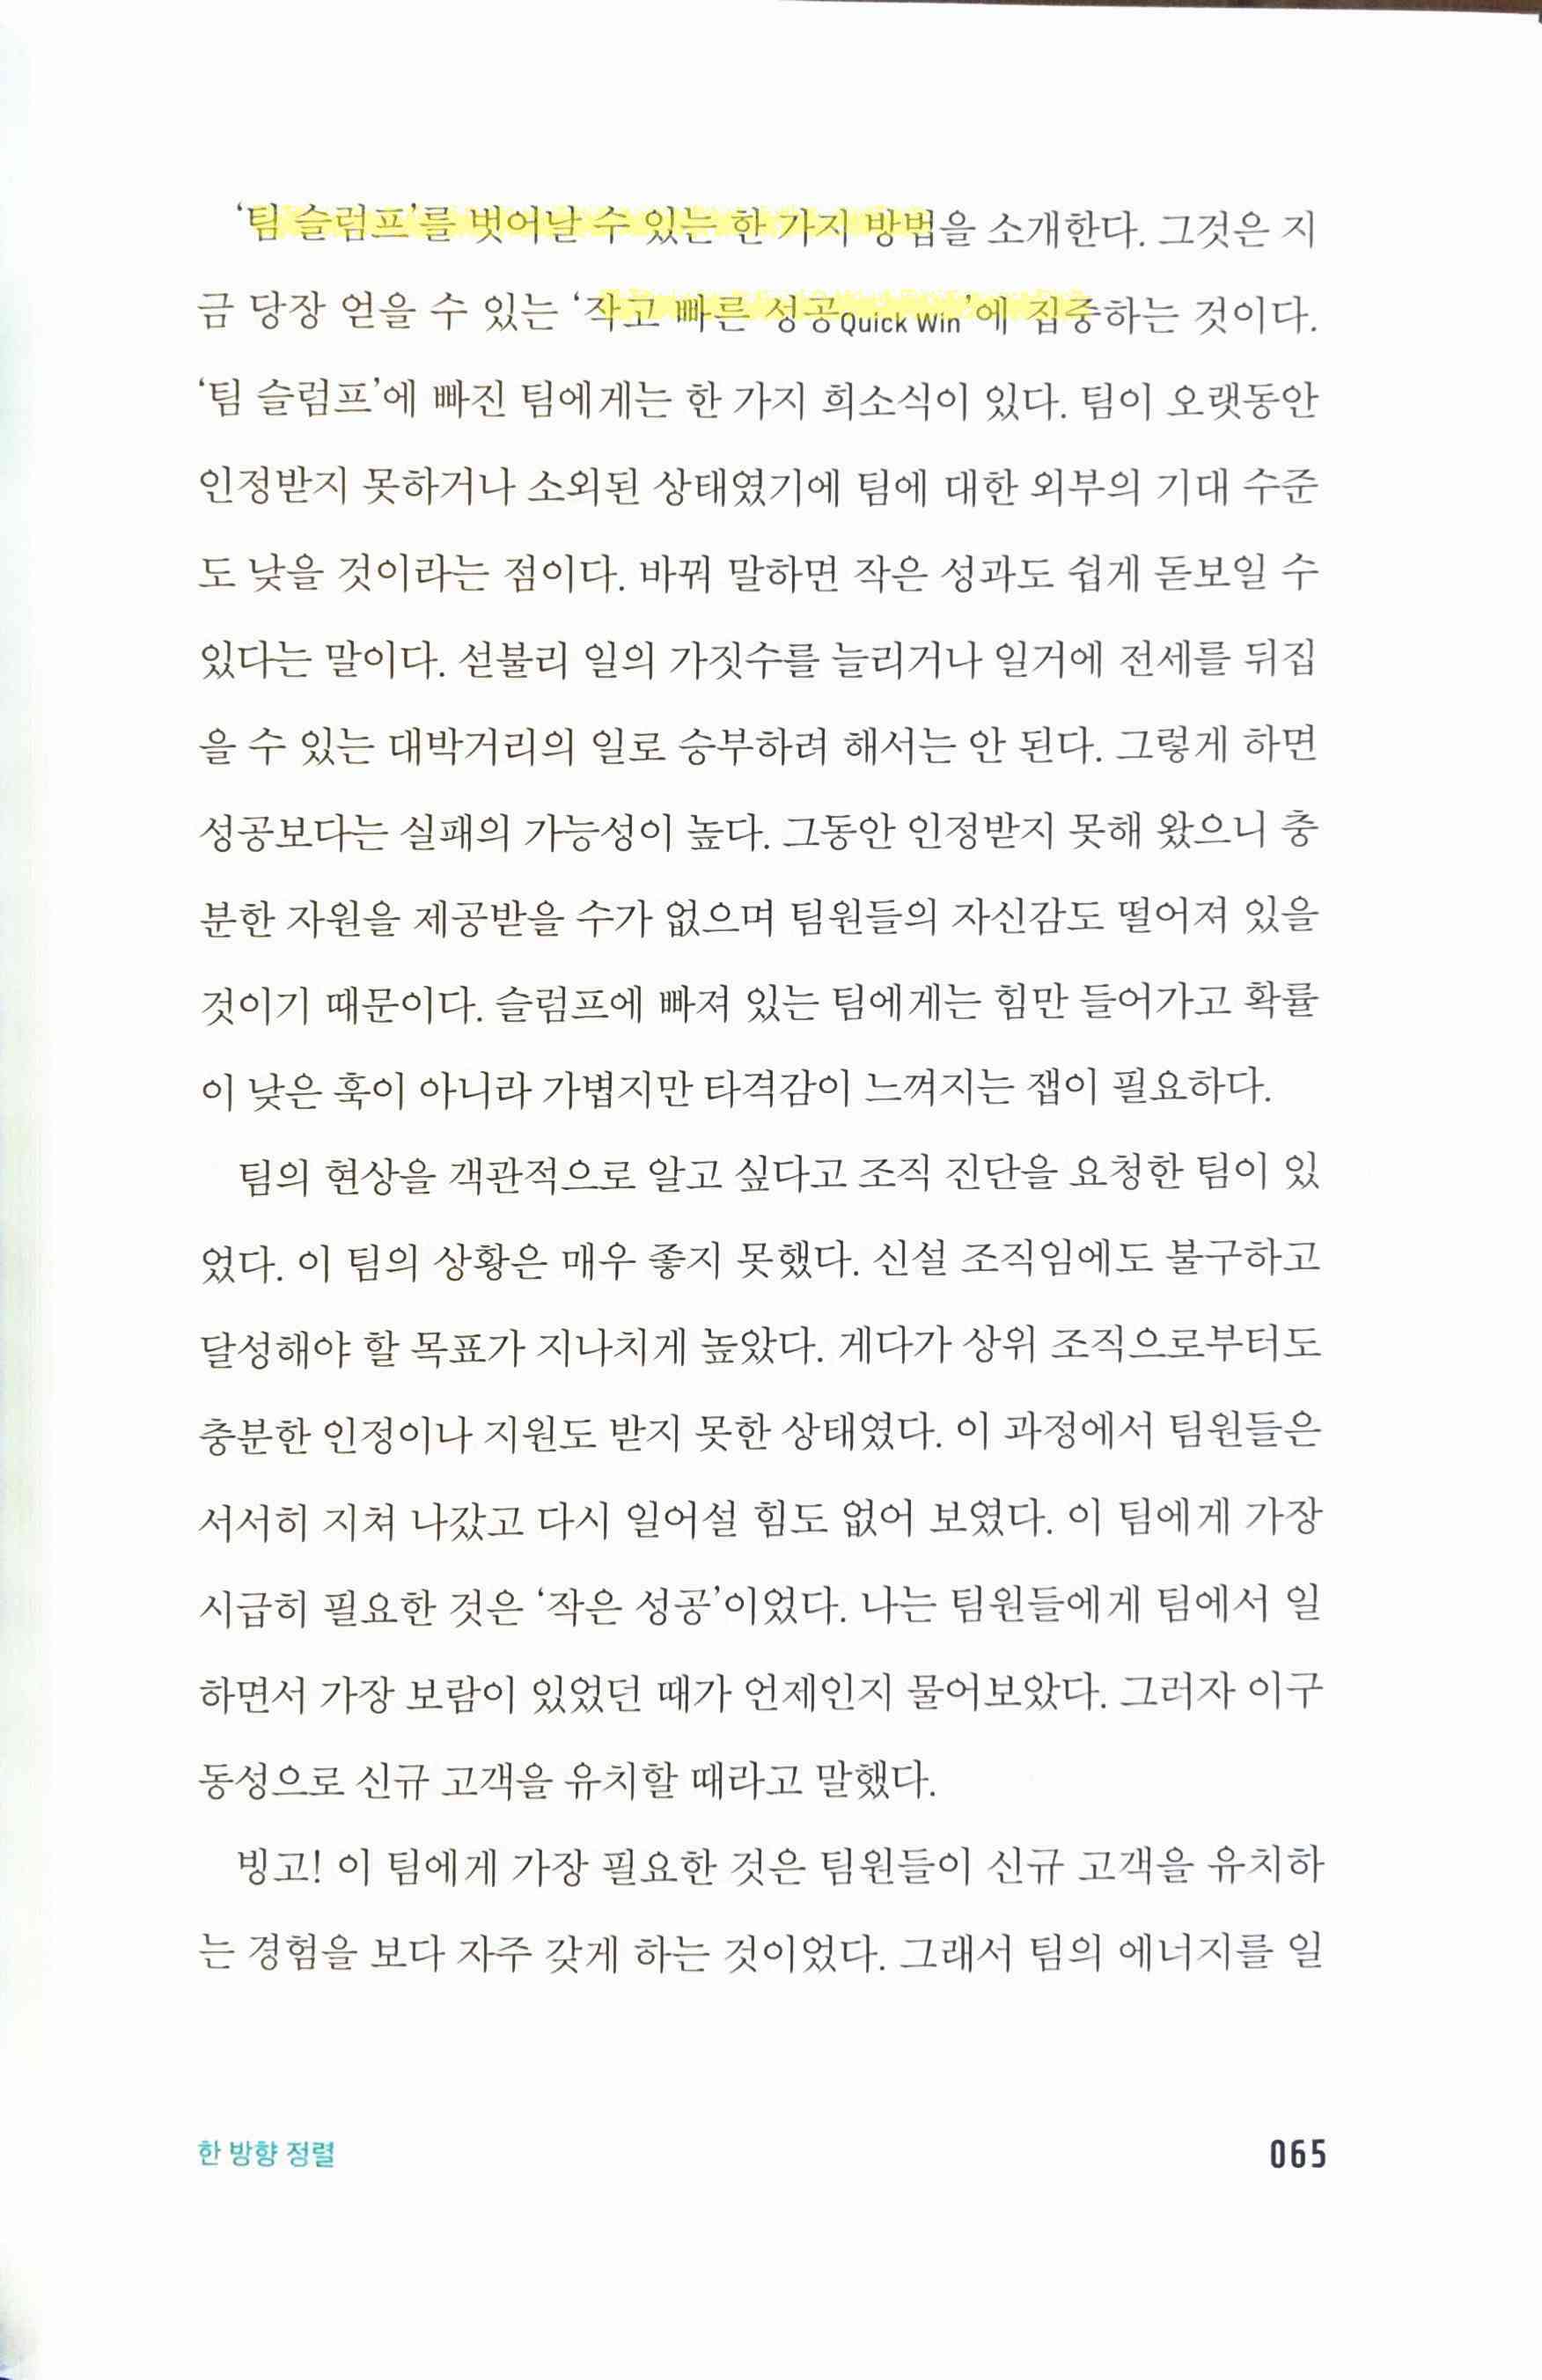 ‘팀 슬럼프’를 벗어날 수 있는 한 가지 방법을 소개한다. 그것은 지
금 당장 얻을 수 있는 ‘작고 빠른 성공Quick Win’에 집중하는 것이다.
‘팀 슬럼프’에 빠진 팀에게는 한 가지 희소식이 있다. 팀이 오랫동안
인정받지 못하거나 소외된 상태였기에 팀에 대한 외부의 기대 수준
도 낮을 것이라는 점이다. 바꿔 말하면 작은 성과도 쉽게 돋보일 수
있다는 말이다. 섣불리 일의 가짓수를 늘리거나 일거에 전세를 뒤집
을 수 있는 대박거리의 일로 승부하려 해서는 안 된다. 그렇게 하면
성공보다는 실패의 가능성이 높다. 그동안 인정받지 못해 왔으니 충
분한 자원을 제공받을 수가 없으며 팀원들의 자신감도 떨어져 있을
것이기 때문이다. 슬럼프에 빠져 있는 팀에게는 힘만 들어가고 확률
이 낮은 훅이 아니라 가볍지만 타격감이 느껴지는 잽이 필요하다.
팀의 현상을 객관적으로 알고 싶다고 조직 진단을 요청한 팀이 있
었다. 이 팀의 상황은 매우 좋지 못했다. 신설 조직임에도 불구하고
달성해야 할 목표가 지나치게 높았다. 게다가 상위 조직으로부터도
충분한 인정이나 지원도 받지 못한 상태였다. 이 과정에서 팀원들은
서서히 지쳐 나갔고 다시 일어설 힘도 없어 보였다. 이 팀에게 가장
시급히 필요한 것은 ‘작은 성공’이었다. 나는 팀원들에게 팀에서 일
하면서 가장 보람이 있었던 때가 언제인지 물어보았다. 그러자 이구
동성으로 신규 고객을 유치할 때라고 말했다.
빙고! 이 팀에게 가장 필요한 것은 팀원들이 신규 고객을 유치하
는 경험을 보다 자주 갖게 하는 것이었다. 그래서 팀의 에너지를 일
한 방향 정렬
065